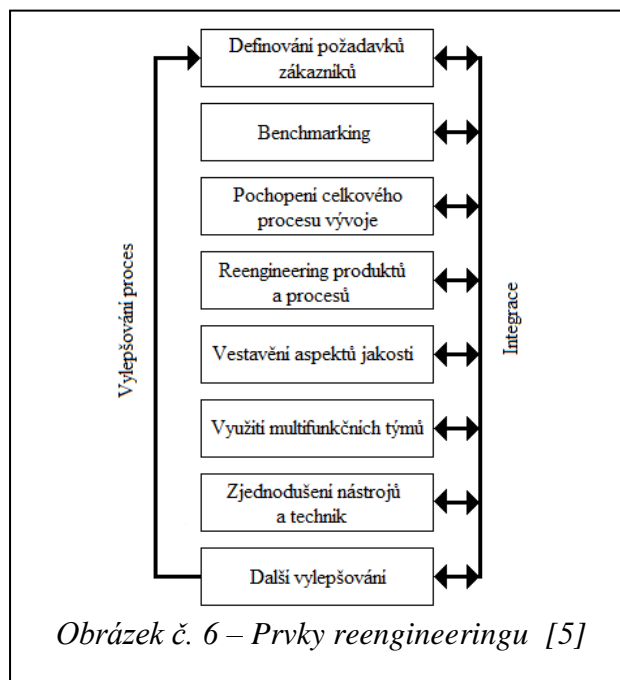 Definování požadavků
zákazníků
Benchmarking
Pochopení celkového
procesu vývoje
Reengineering produktů
a procesů
Vestavění aspektů jakosti
Využití multifunkčních týmů
Zjednodušení nástrojů
a technik
Další vylepšování
Vylepšování proces
Integrace
Obrázek č. 6 – Prvky reengineeringu [5]